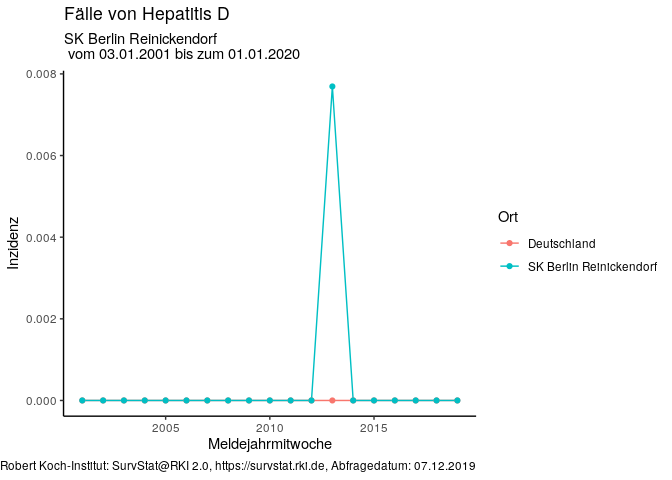 Fälle von Hepatitis D
SK Berlin Reinickendorf
vom 03.01.2001 bis zum 01.01.2020
0.008
0.006
0.004
0.002
0.000
Inzidenz
2005 2010 2015
Meldejahrmitwoche
Ort
Deutschland
SK Berlin Reinickendorf
Robert Koch-Institut: SurvStat@RKI 2.0, https://survstat.rki.de, Abfragedatum: 07.12.2019